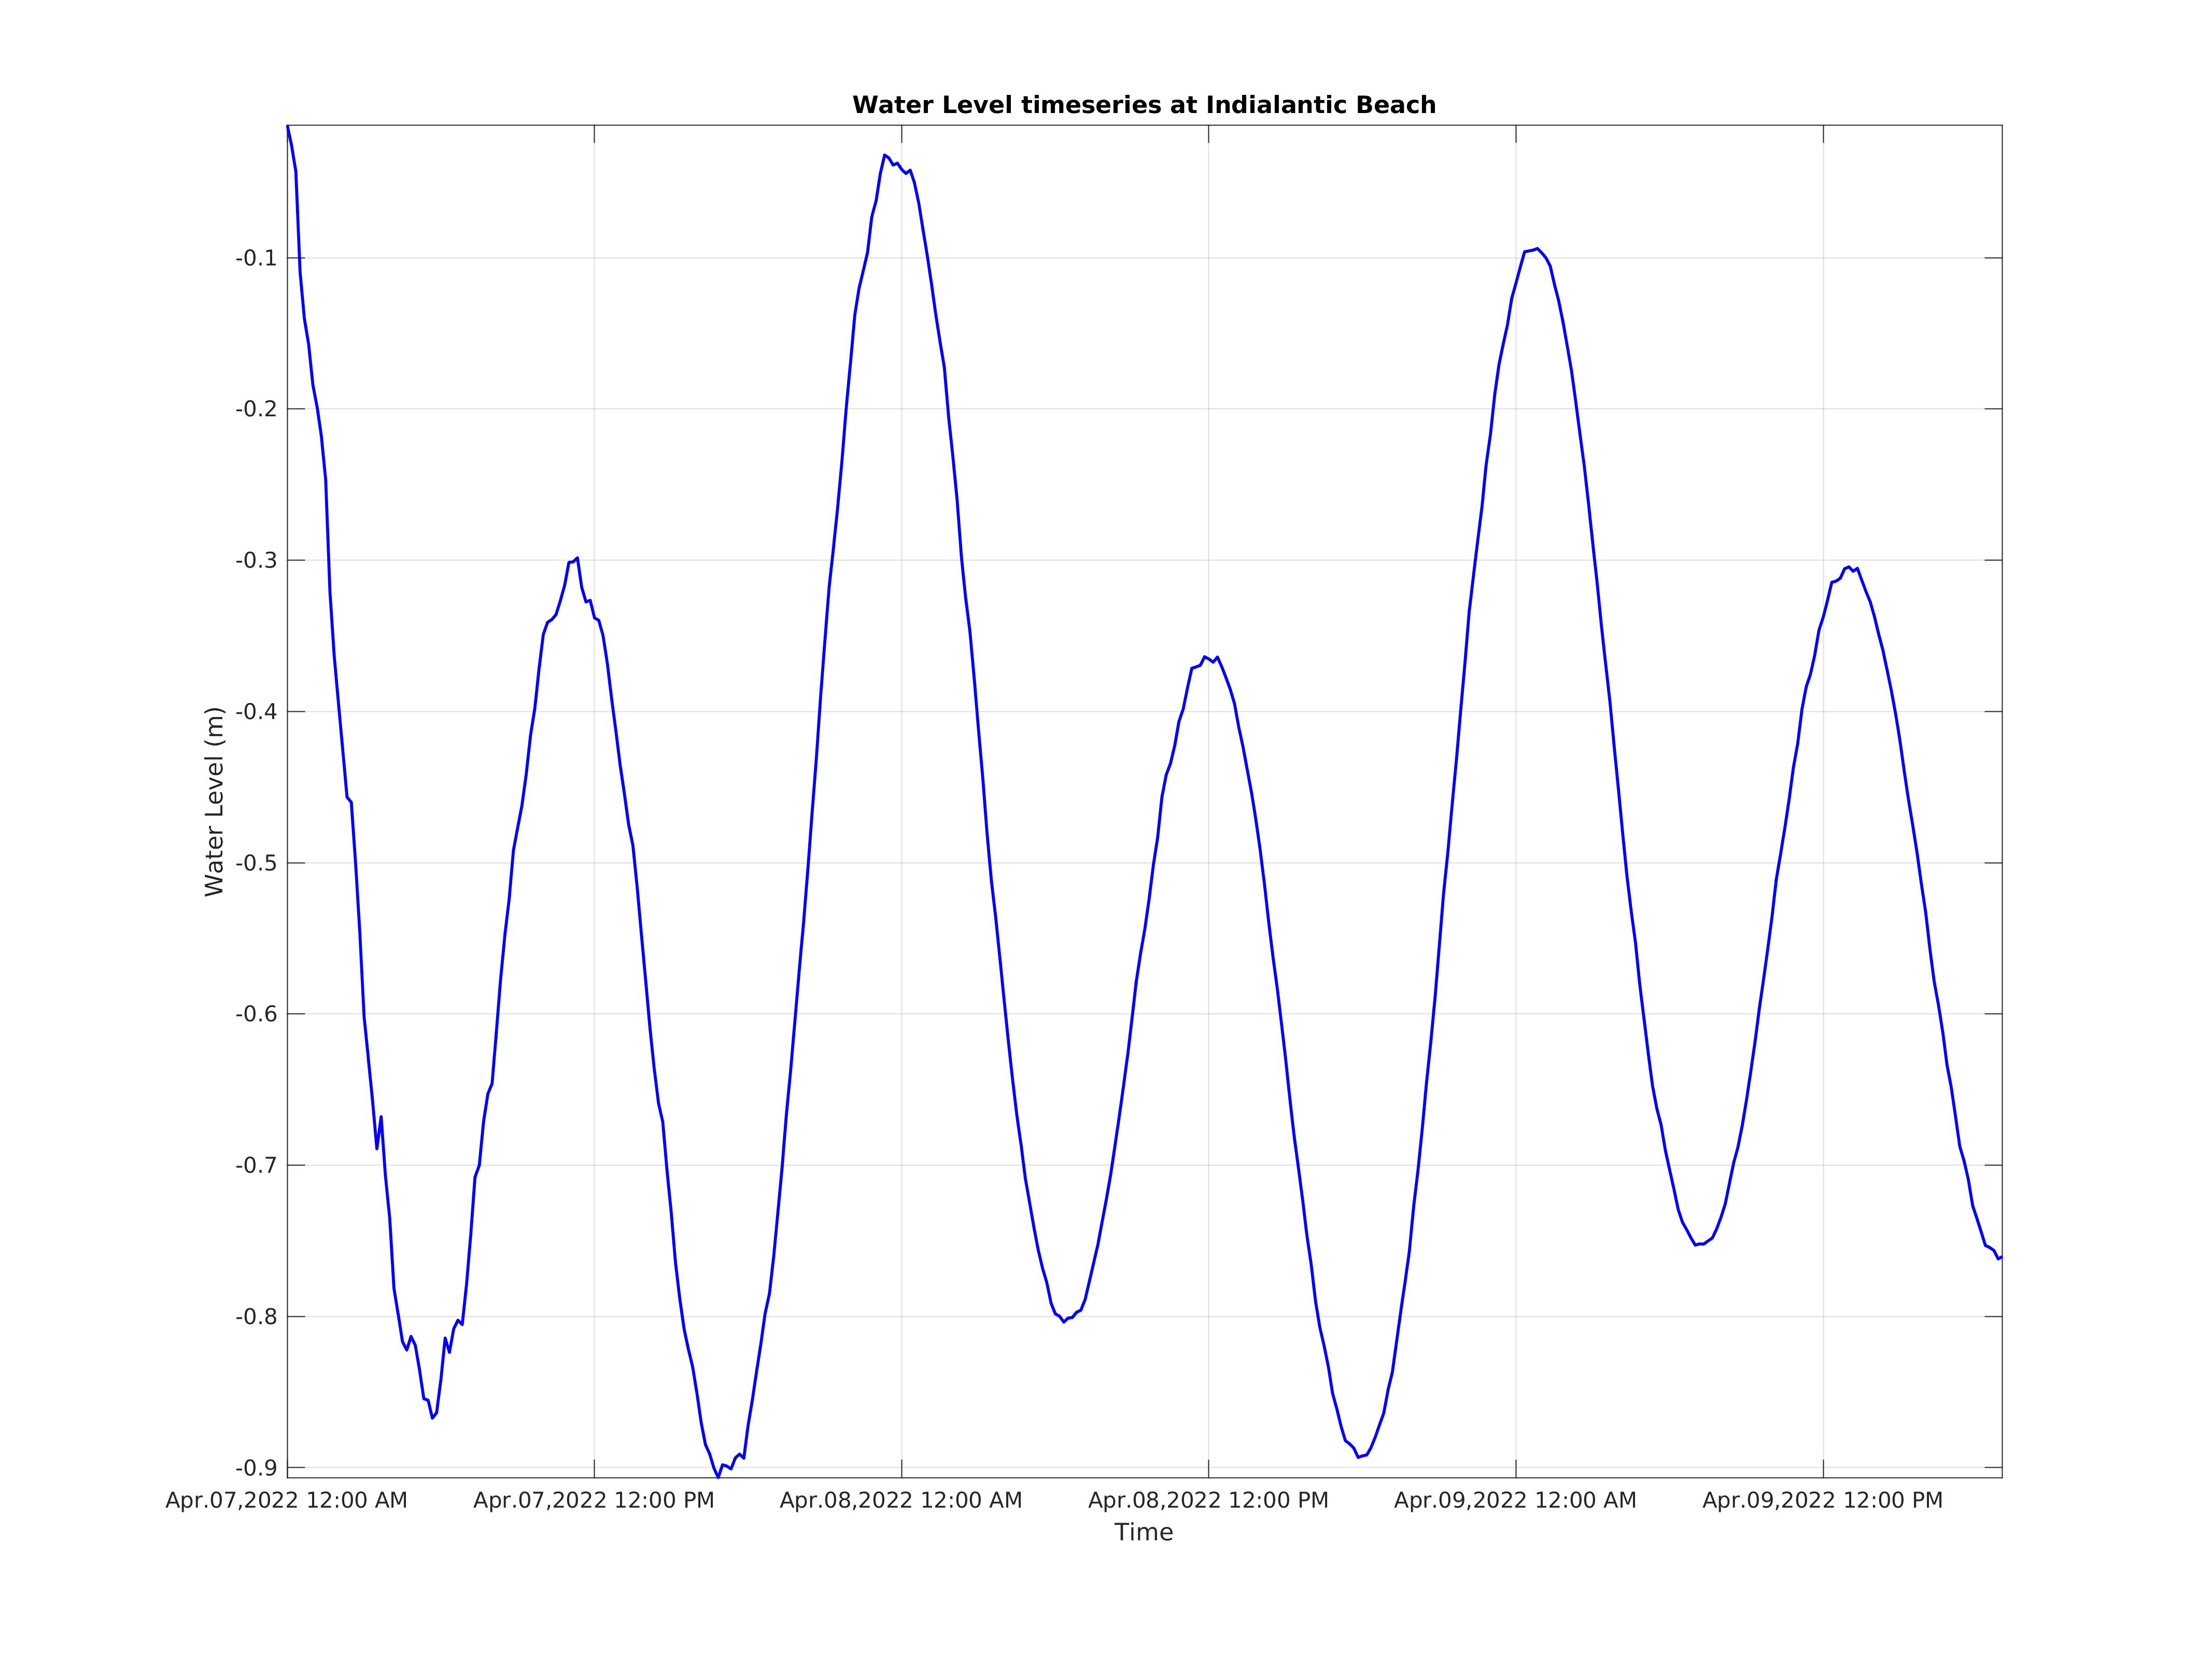 Water Level timeseries at Indialantic Beach
-0.1
-0.2
-0.3
-0.4
-0.5
-0.6
-0.7
-0.8
-0.9
Water Level (m)
Apr.07,2022 12:00 AM
Apr.07,2022 12:00 PM
Apr.08,2022 12:00 AM
Apr.08,2022 12:00 PM
Apr.09,2022 12:00 AM
Apr.09,2022 12:00 PM
Time